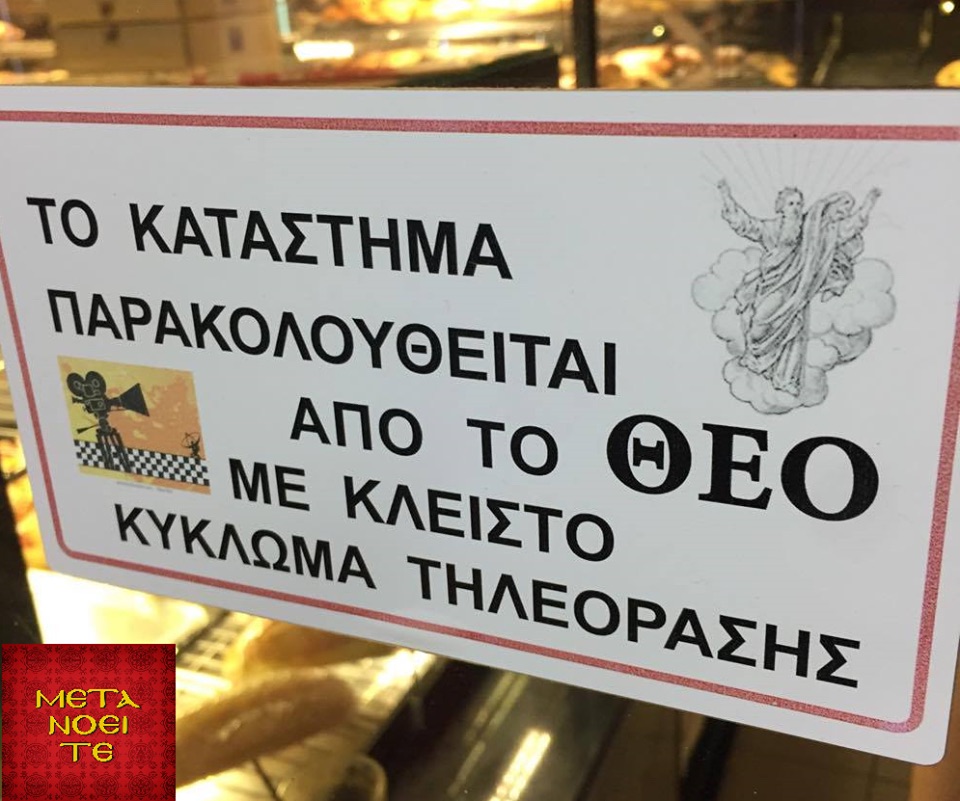 ΤΟ ΚΑΤΑΣΤΗΜΑ
ΠΑΡΑΚΟΛΟΥΘΕΙΤΑΙ
ΑΠΟ ΤΟ ΘΕΟ
ΜΕ ΚΛΕΙΣΤΟ
ΚΥΚΛΩΜΑ ΤΗΛΕΟΡΑΣΗΣ
ΜΕΤΑ
ΝΟΕΙ
ΤΕ